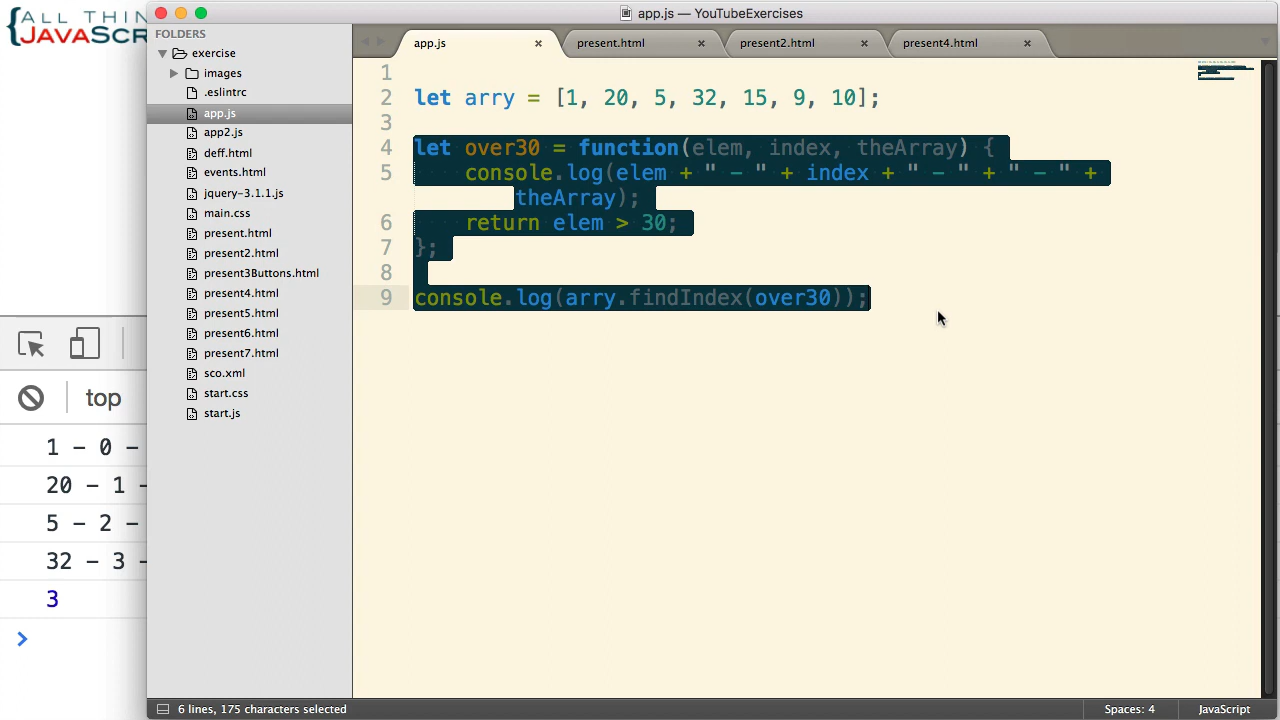 {ALL THIN
JAVASCR
app.js — YouTubeExercises
FOLDERS
exercise
images
.eslintrc
app.js
app2.js
deff.html
events.html
jquery-3.1.1.js
main.css
present.html
present2.html
present3Buttons.html
present4.html
present5.html
present6.html
present7.html
sco.xml
start.css
start.js
app.js × present.html × present2.html × present4.html ×
1
2 let arry = [1, 20, 5, 32, 15, 9, 10];
3
4 let over30 = function(elem, index, theArray) {
5 console.log(elem + " - " + index + " - " + " - " +
theArray);
6 return elem > 30;
7 };
8
9 console.log(arry.findIndex(over30));
top
1 - 0 -
20 - 1 -
5 - 2 -
32 - 3 -
3
>
6 lines, 175 characters selected
Spaces: 4
JavaScript